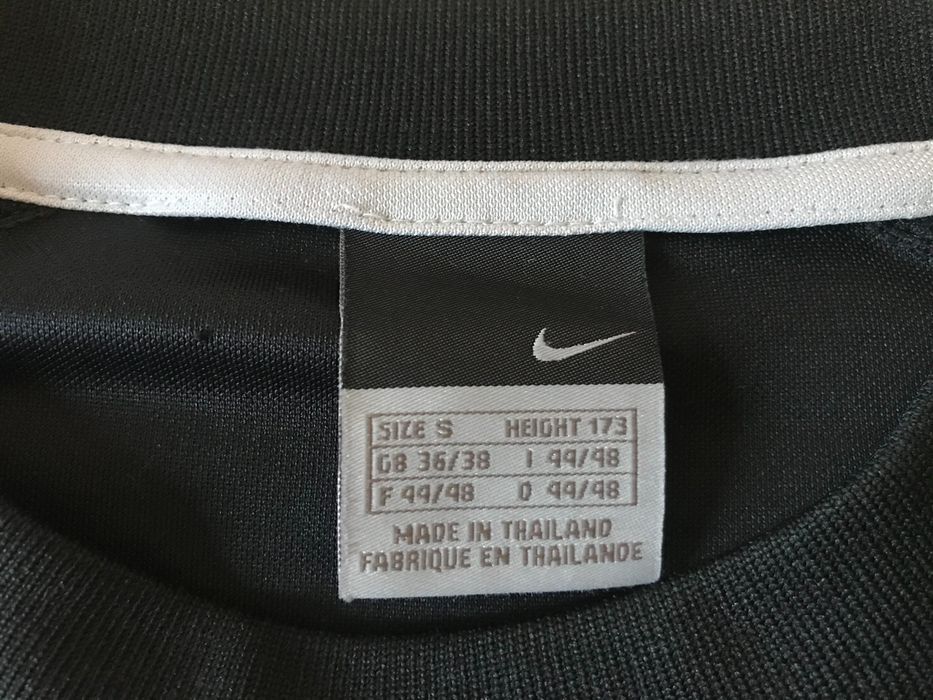 SIZE S HEIGHT 173
GB 36/38 I 44/48
F 44/48 D 44/48
MADE IN THAILAND
FABRIQUE EN THAILANDE